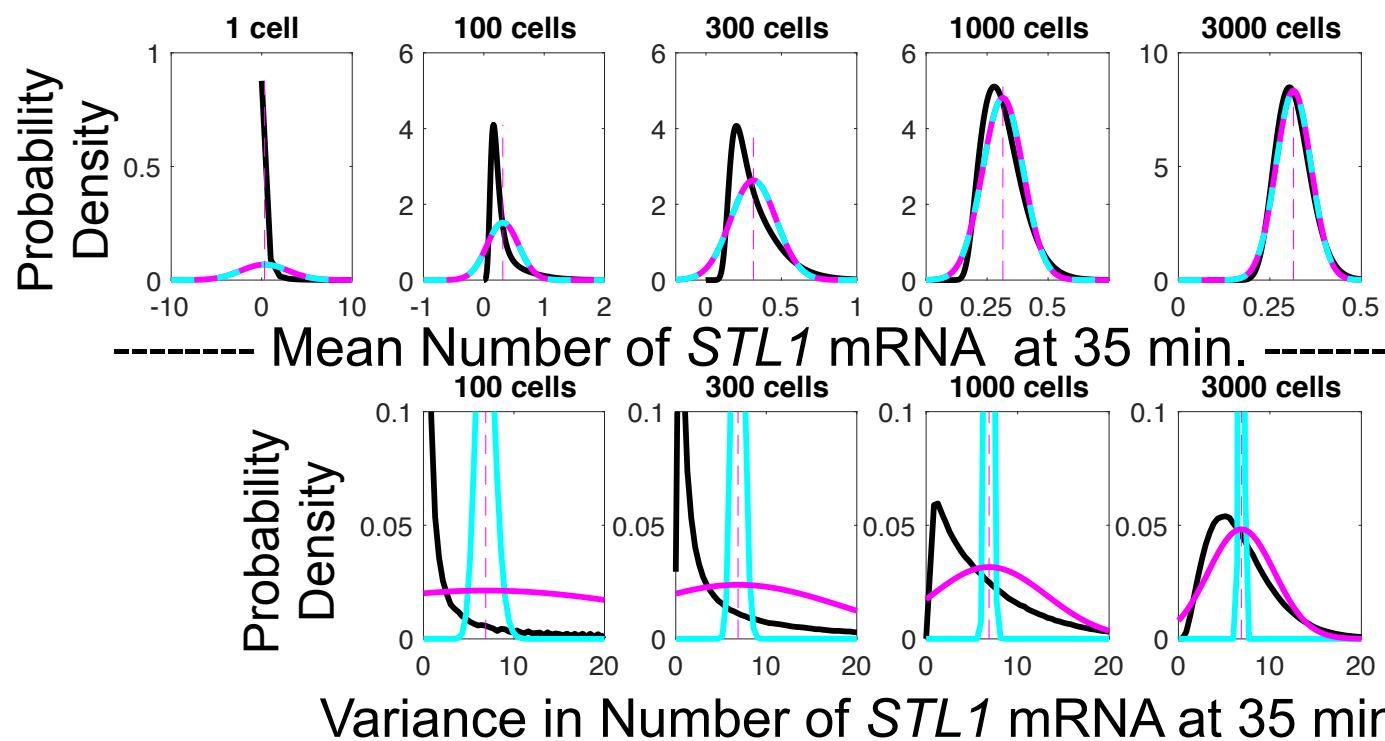 1 cell 100 cells 300 cells 1000 cells 3000 cells
Probability
Density
1
0.5
0
-10 0 10
6
4
2
0
-1 0 1 2
6
4
2
0
0 0.5 1
6
4
2
0
0 0.25 0.5
10
5
0
0 0.25 0.5
Mean Number of STL1 mRNA at 35 min.
100 cells 300 cells 1000 cells 3000 cells
Probability
Density
0.1
0.05
0
0 10 20
0.1
0.05
0
0 10 20
0.1
0.05
0
0 10 20
0.1
0.05
0
0 10 20
Variance in Number of STL1 mRNA at 35 min